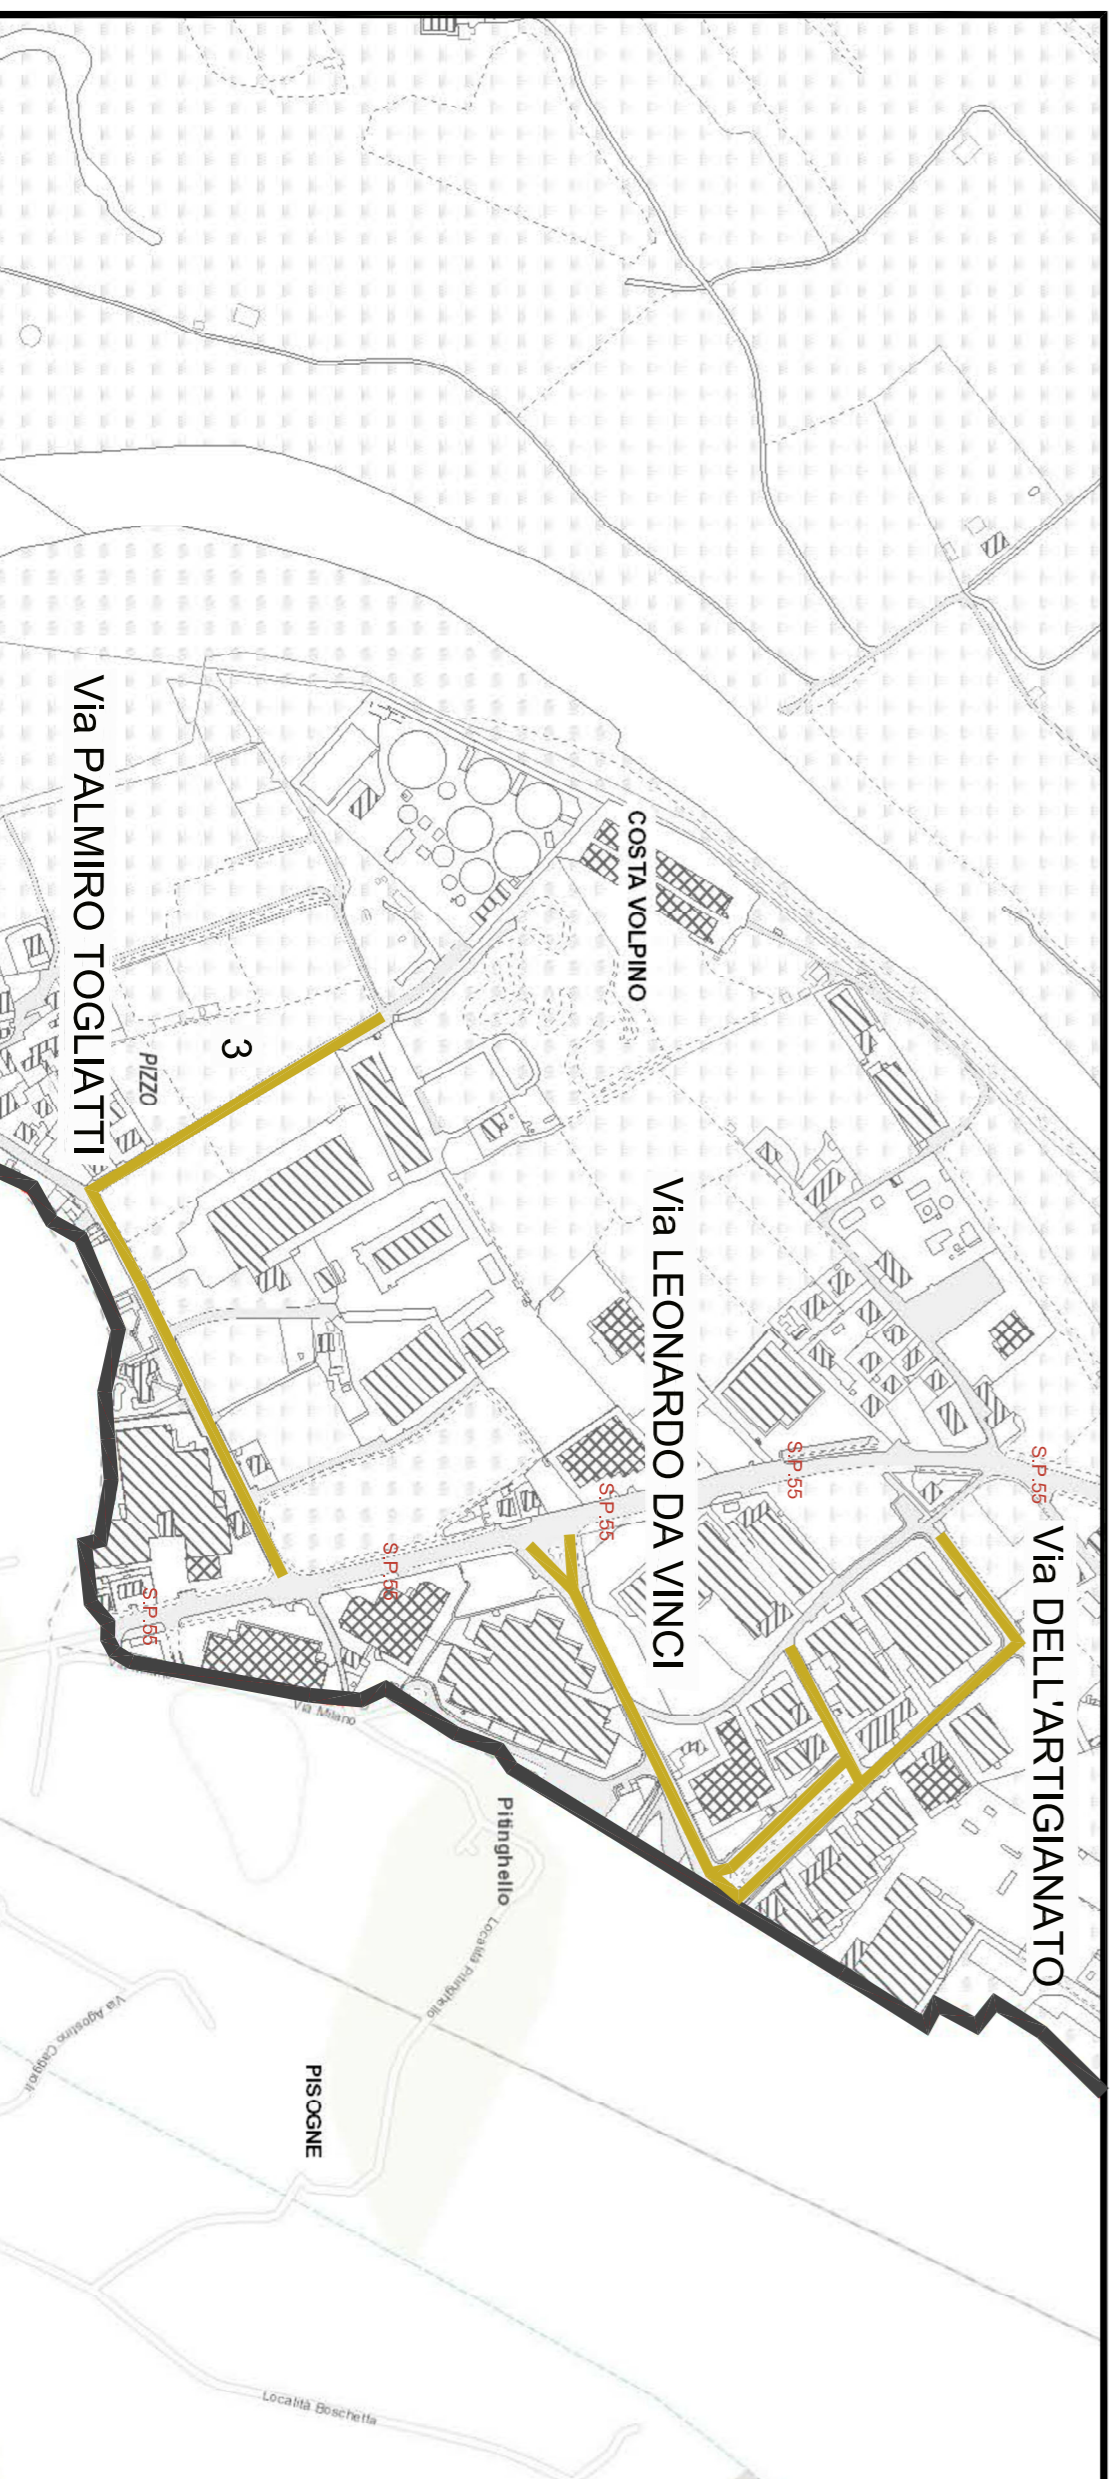 Via DELL'ARTIGIANATO
S.P.55
S.P.55
Via LEONARDO DA VINCI
COSTA VOLPINO
S.P.55
Pitinghello
Località Pitinghello
S.P.55
Località Boschetta
Via Milano
PISOGNE
3
PIZZO
S.P.55
Via PALMIRO TOGLIATTI
Via Agostino Caggioli